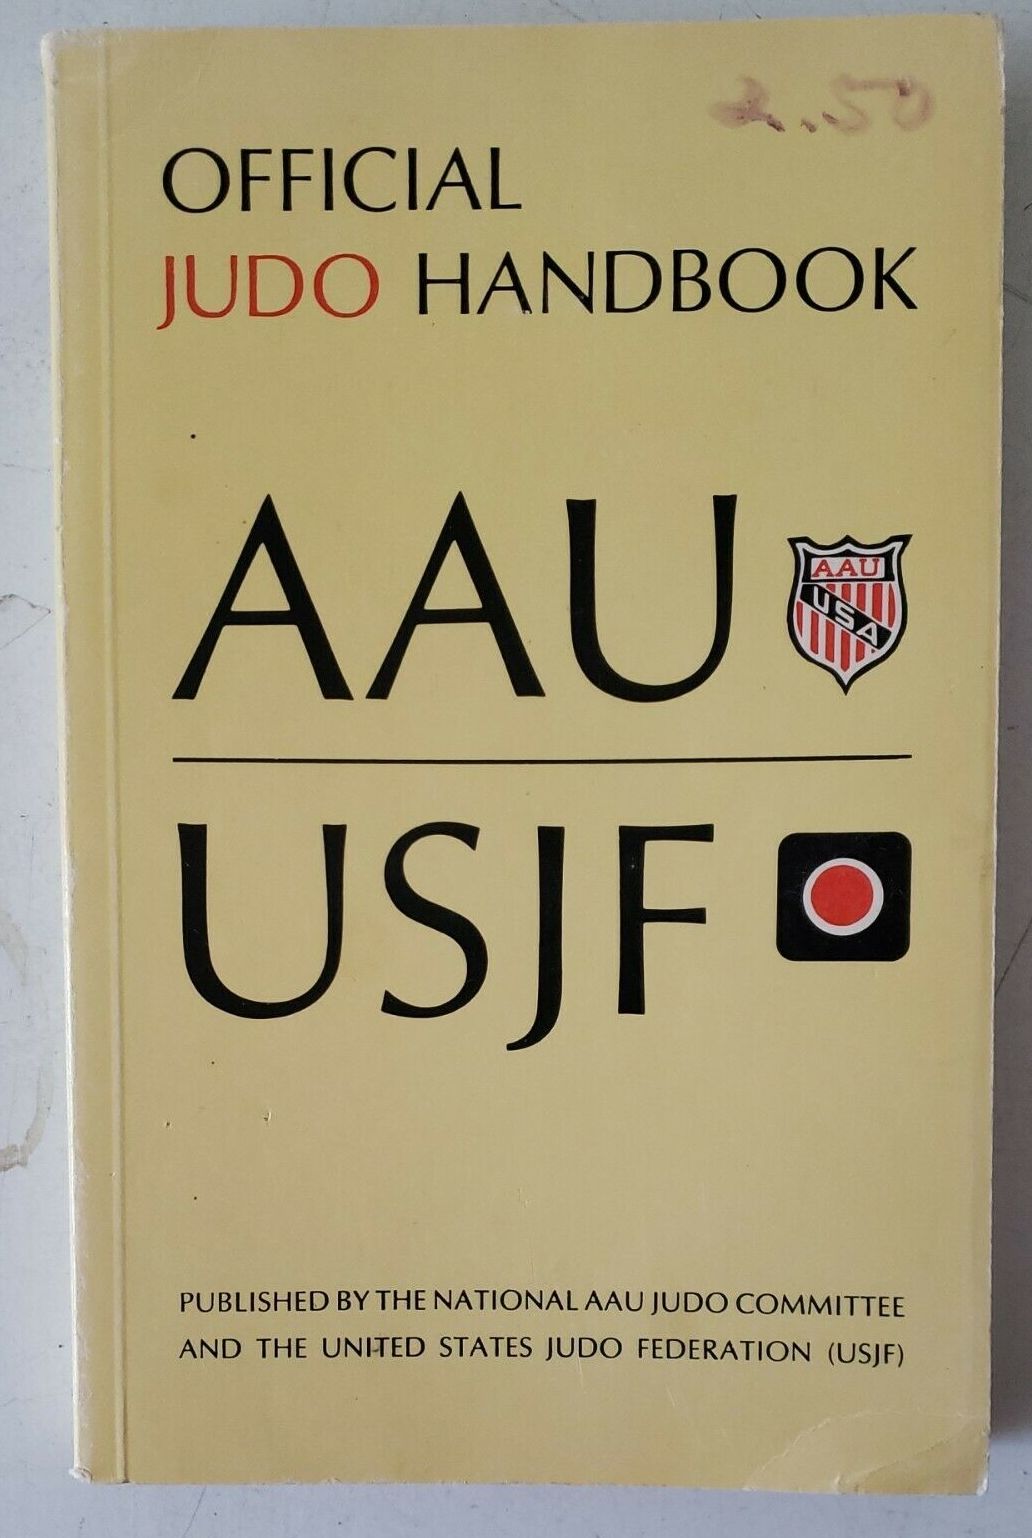 2.50
OFFICIAL
JUDO HANDBOOK
AAU
AAU
USA
USJF
PUBLISHED BY THE NATIONAL AAU JUDO COMMITTEE
AND THE UNITED STATES JUDO FEDERATION (USJF)